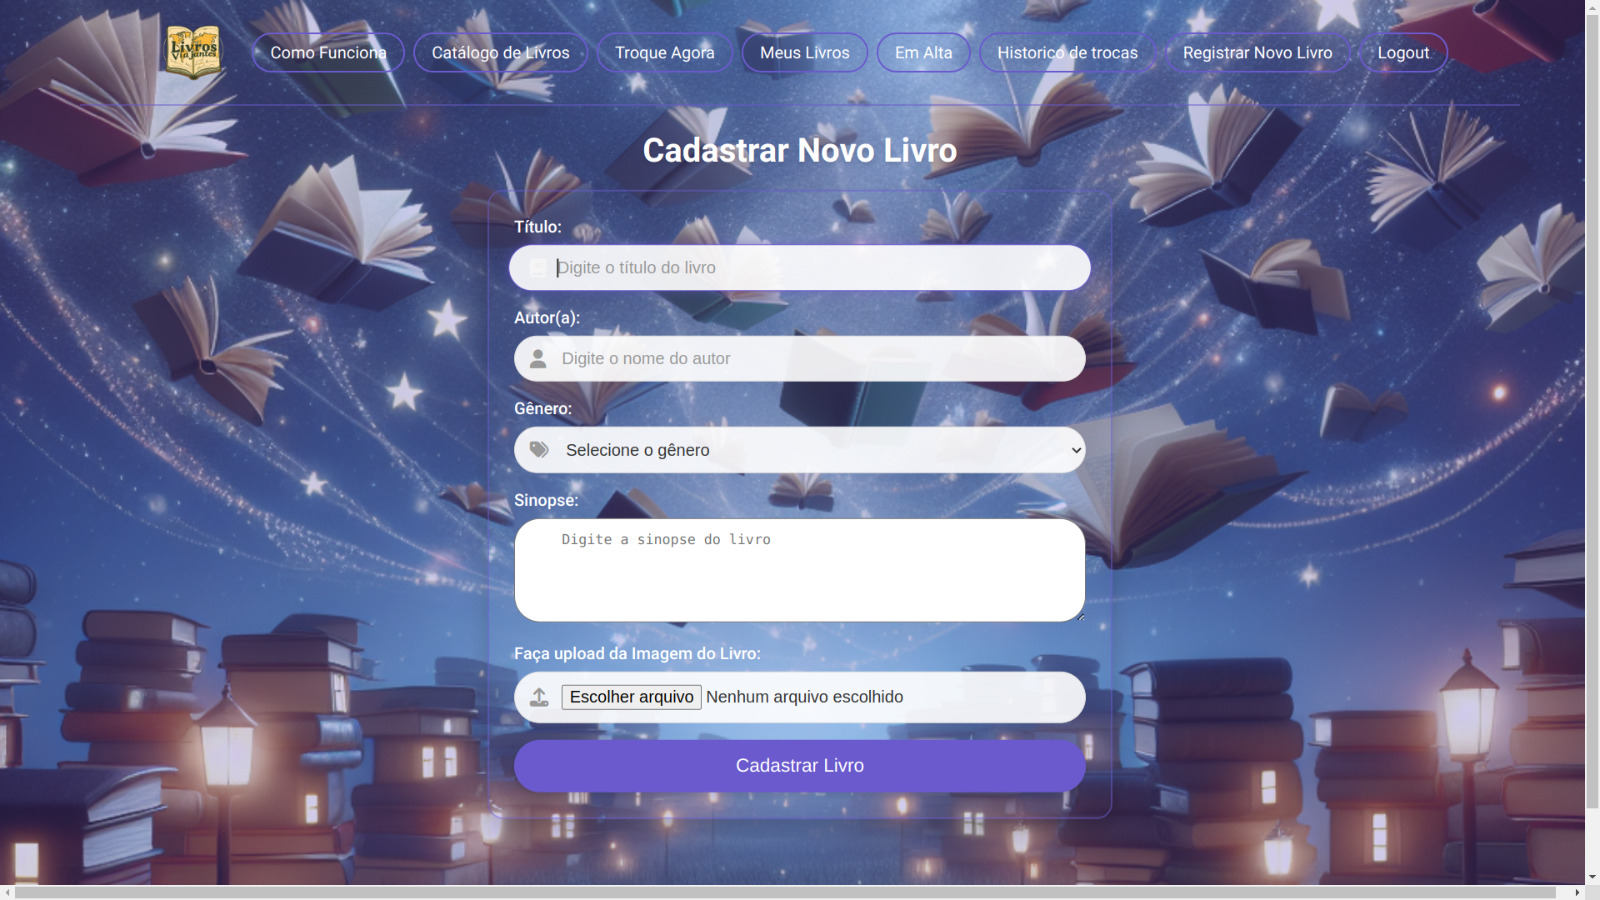 Livros
Viajantes
Como Funciona
Catálogo de Livros
Troque Agora
Meus Livros
Em Alta
Historico de trocas
Registrar Novo Livro
Logout
Cadastrar Novo Livro
Título:
Digite o título do livro
Autor(a):
Digite o nome do autor
Gênero:
Selecione o gênero
Sinopse:
Digite a sinopse do livro
Faça upload da Imagem do Livro:
Escolher arquivo Nenhum arquivo escolhido
Cadastrar Livro